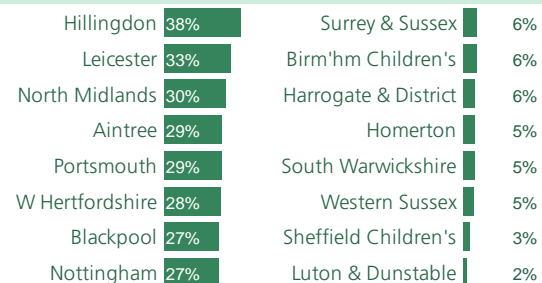 Hillingdon 38% Surrey & Sussex 6%
Leicester 33% Birm'hm Children's 6%
North Midlands 30% Harrogate & District 6%
Aintree 29% Homerton 5%
Portsmouth 29% South Warwickshire 5%
W Hertfordshire 28% Western Sussex 5%
Blackpool 27% Sheffield Children's 3%
Nottingham 27% Luton & Dunstable 2%